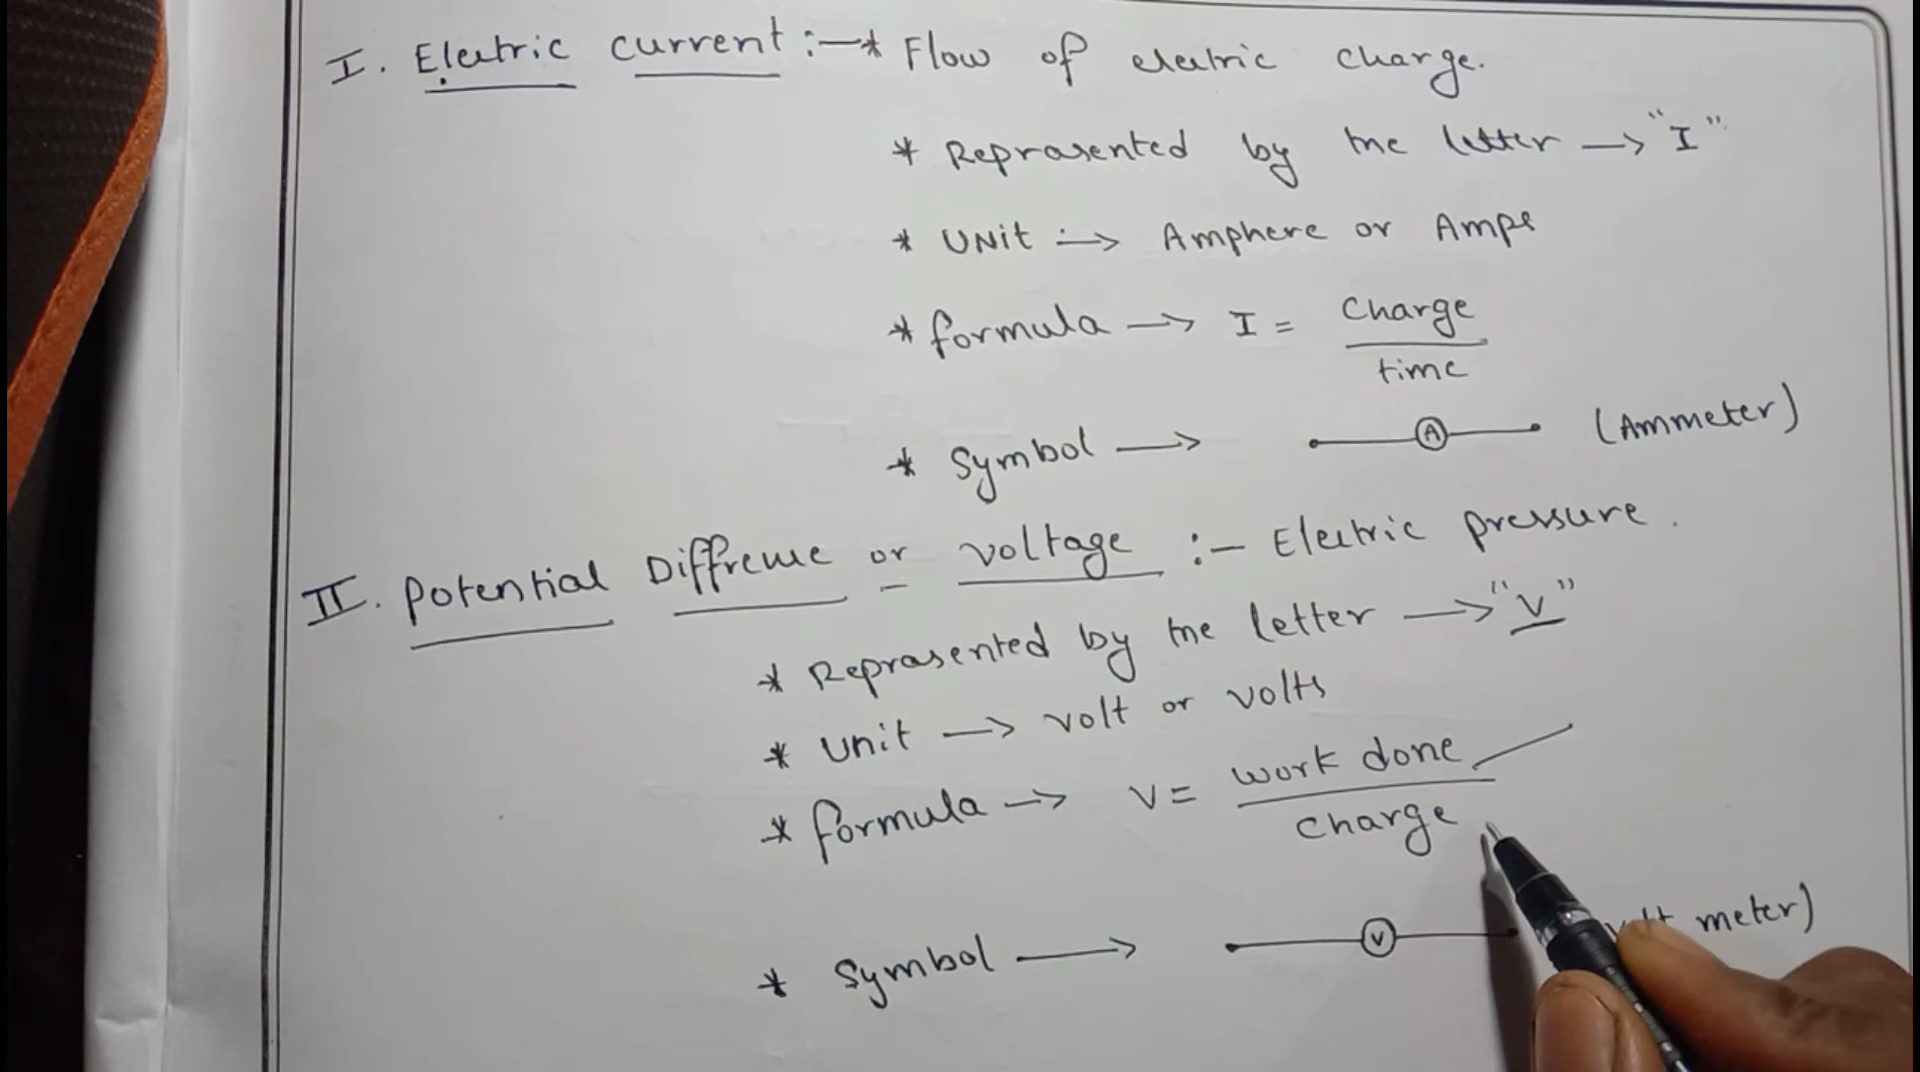 I. Electric current :-* Flow of electric charge.
* Reprasented by the letter → "I"
* UNit :→ Amphere or Amps
* formula → I = Charge
time
* Symbol → A (Ammeter)
II. Potential Diffrence or voltage :- Electric pressure.
* Reprasented by the letter → "V"
* Unit → volt or volts
* formula → V = work done
charge
* Symbol → V meter)